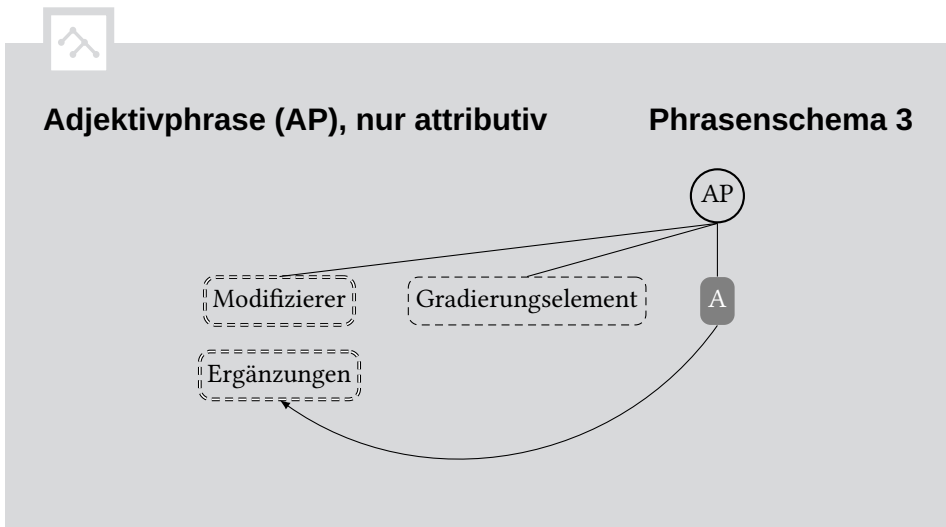 Adjektivphrase (AP), nur attributiv Phrasenschema 3
AP
Modifizierer Gradierungselement A
Ergänzungen